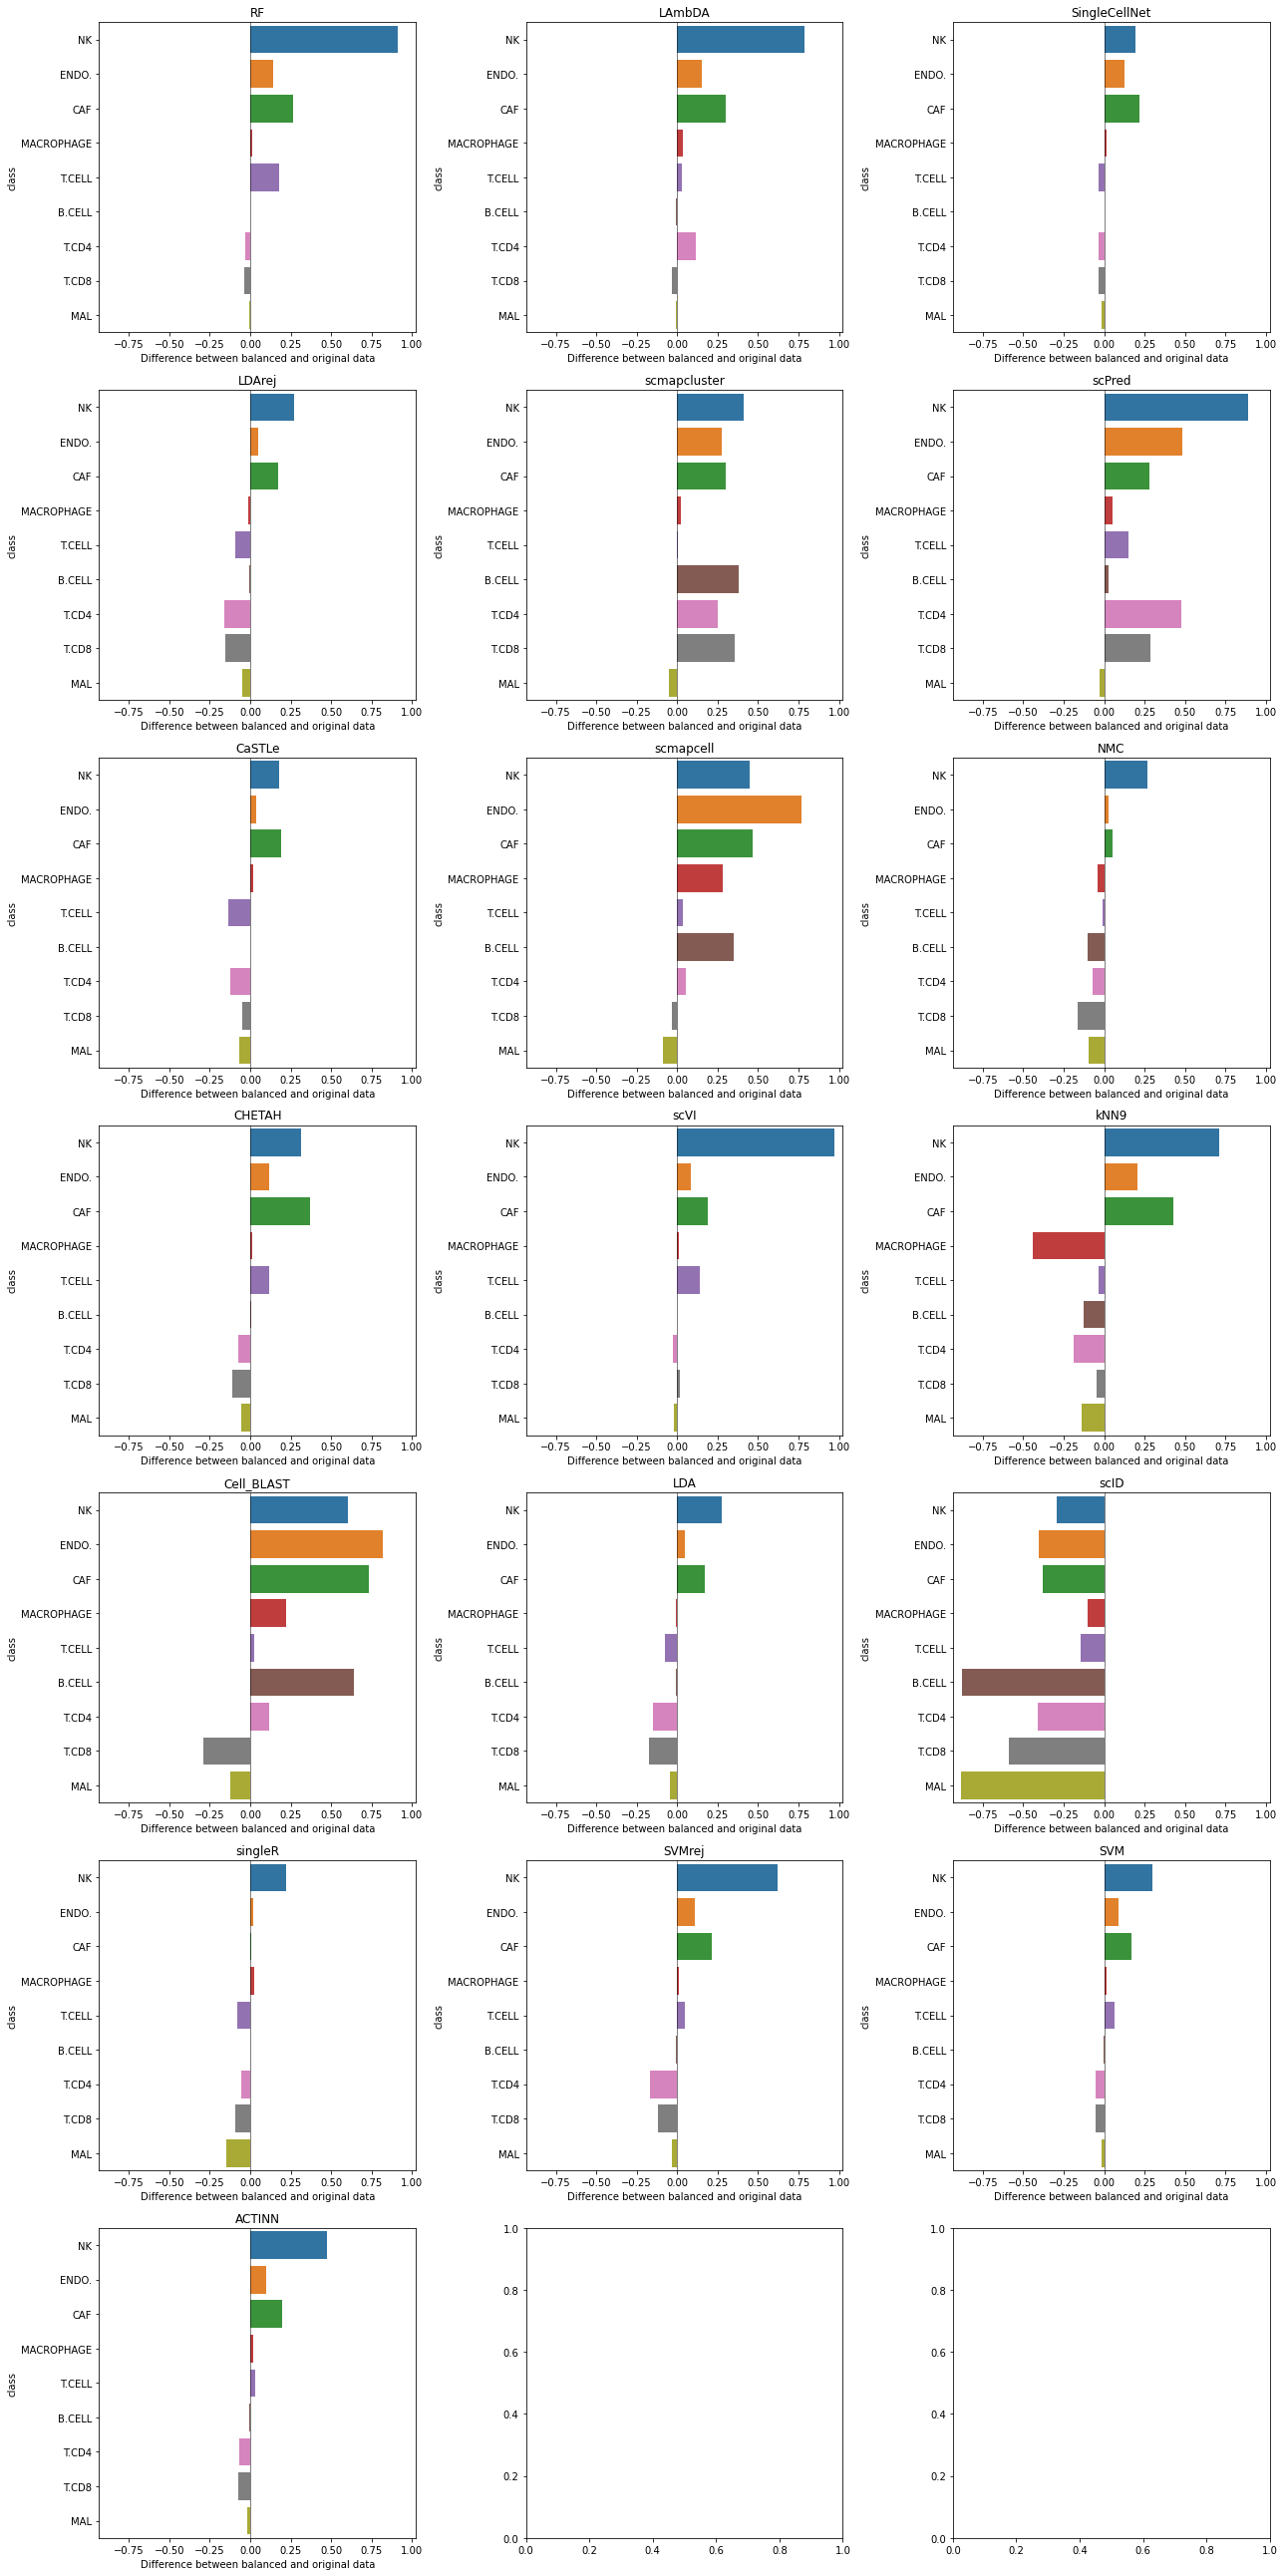 RF
NK
ENDO.
CAF
MACROPHAGE
T.CELL
B.CELL
T.CD4
T.CD8
MAL
class
−0.75 −0.50 −0.25 0.00 0.25 0.50 0.75 1.00
Difference between balanced and original data
LAmbDA
NK
ENDO.
CAF
MACROPHAGE
T.CELL
B.CELL
T.CD4
T.CD8
MAL
class
−0.75 −0.50 −0.25 0.00 0.25 0.50 0.75 1.00
Difference between balanced and original data
SingleCellNet
NK
ENDO.
CAF
MACROPHAGE
T.CELL
B.CELL
T.CD4
T.CD8
MAL
class
−0.75 −0.50 −0.25 0.00 0.25 0.50 0.75 1.00
Difference between balanced and original data
LDArej
NK
ENDO.
CAF
MACROPHAGE
T.CELL
B.CELL
T.CD4
T.CD8
MAL
class
−0.75 −0.50 −0.25 0.00 0.25 0.50 0.75 1.00
Difference between balanced and original data
scmapcluster
NK
ENDO.
CAF
MACROPHAGE
T.CELL
B.CELL
T.CD4
T.CD8
MAL
class
−0.75 −0.50 −0.25 0.00 0.25 0.50 0.75 1.00
Difference between balanced and original data
scPred
NK
ENDO.
CAF
MACROPHAGE
T.CELL
B.CELL
T.CD4
T.CD8
MAL
class
−0.75 −0.50 −0.25 0.00 0.25 0.50 0.75 1.00
Difference between balanced and original data
CaSTLe
NK
ENDO.
CAF
MACROPHAGE
T.CELL
B.CELL
T.CD4
T.CD8
MAL
class
−0.75 −0.50 −0.25 0.00 0.25 0.50 0.75 1.00
Difference between balanced and original data
scmapcell
NK
ENDO.
CAF
MACROPHAGE
T.CELL
B.CELL
T.CD4
T.CD8
MAL
class
−0.75 −0.50 −0.25 0.00 0.25 0.50 0.75 1.00
Difference between balanced and original data
NMC
NK
ENDO.
CAF
MACROPHAGE
T.CELL
B.CELL
T.CD4
T.CD8
MAL
class
−0.75 −0.50 −0.25 0.00 0.25 0.50 0.75 1.00
Difference between balanced and original data
CHETAH
NK
ENDO.
CAF
MACROPHAGE
T.CELL
B.CELL
T.CD4
T.CD8
MAL
class
−0.75 −0.50 −0.25 0.00 0.25 0.50 0.75 1.00
Difference between balanced and original data
scVI
NK
ENDO.
CAF
MACROPHAGE
T.CELL
B.CELL
T.CD4
T.CD8
MAL
class
−0.75 −0.50 −0.25 0.00 0.25 0.50 0.75 1.00
Difference between balanced and original data
kNN9
NK
ENDO.
CAF
MACROPHAGE
T.CELL
B.CELL
T.CD4
T.CD8
MAL
class
−0.75 −0.50 −0.25 0.00 0.25 0.50 0.75 1.00
Difference between balanced and original data
Cell_BLAST
NK
ENDO.
CAF
MACROPHAGE
T.CELL
B.CELL
T.CD4
T.CD8
MAL
class
−0.75 −0.50 −0.25 0.00 0.25 0.50 0.75 1.00
Difference between balanced and original data
LDA
NK
ENDO.
CAF
MACROPHAGE
T.CELL
B.CELL
T.CD4
T.CD8
MAL
class
−0.75 −0.50 −0.25 0.00 0.25 0.50 0.75 1.00
Difference between balanced and original data
scID
NK
ENDO.
CAF
MACROPHAGE
T.CELL
B.CELL
T.CD4
T.CD8
MAL
class
−0.75 −0.50 −0.25 0.00 0.25 0.50 0.75 1.00
Difference between balanced and original data
singleR
NK
ENDO.
CAF
MACROPHAGE
T.CELL
B.CELL
T.CD4
T.CD8
MAL
class
−0.75 −0.50 −0.25 0.00 0.25 0.50 0.75 1.00
Difference between balanced and original data
SVMrej
NK
ENDO.
CAF
MACROPHAGE
T.CELL
B.CELL
T.CD4
T.CD8
MAL
class
−0.75 −0.50 −0.25 0.00 0.25 0.50 0.75 1.00
Difference between balanced and original data
SVM
NK
ENDO.
CAF
MACROPHAGE
T.CELL
B.CELL
T.CD4
T.CD8
MAL
class
−0.75 −0.50 −0.25 0.00 0.25 0.50 0.75 1.00
Difference between balanced and original data
ACTINN
NK
ENDO.
CAF
MACROPHAGE
T.CELL
B.CELL
T.CD4
T.CD8
MAL
class
−0.75 −0.50 −0.25 0.00 0.25 0.50 0.75 1.00
Difference between balanced and original data
1.0
0.8
0.6
0.4
0.2
0.0
0.0 0.2 0.4 0.6 0.8 1.0
1.0
0.8
0.6
0.4
0.2
0.0
0.0 0.2 0.4 0.6 0.8 1.0